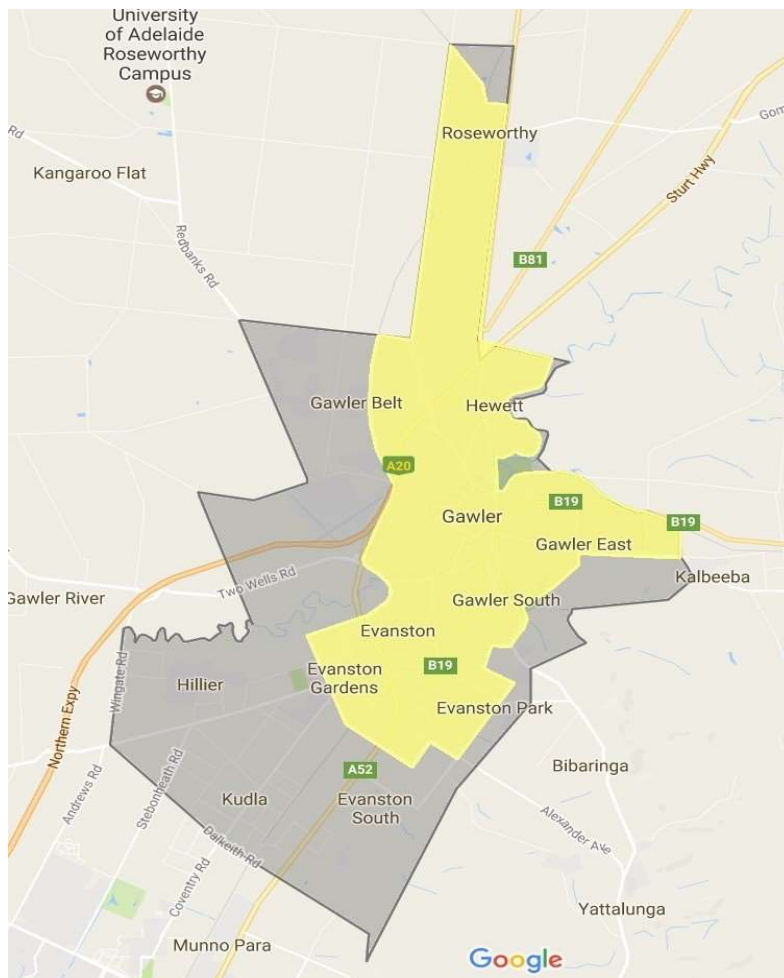 University
of Adelaide
Roseworthy
Campus
Roseworthy
Rd
Gom
Kangaroo Flat
Sturt Hwy
Redbanks Rd
B81
Gawler Belt
Hewett
A20
B19
Gawler
B19
Gawler East
Two Wells Rd
Kalbeeba
Gawler River
Gawler South
Evanston
B19
Evanston
Gardens
Hillier
Wingate Rd
Northern Expy
Evanston Park
Bibaringa
A52
Andrews Rd
Stebonheath Rd
Kudla
Evanston
South
Dalkeith Rd
Coventry Rd
Alexander Ave
Yattalunga
Munno Para
Google